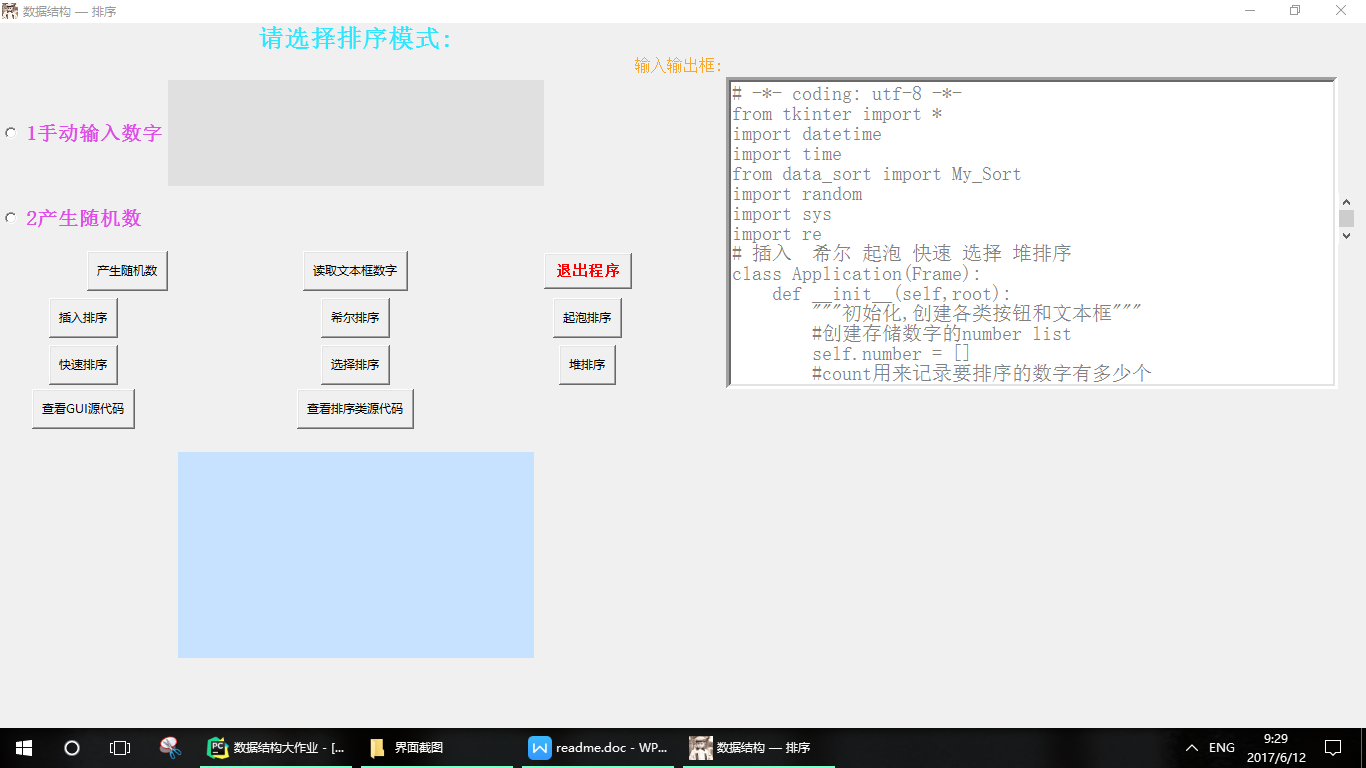 数据结构 — 排序
请选择排序模式:
输入输出框:
1手动输入数字
2产生随机数
产生随机数
读取文本框数字
退出程序
插入排序
希尔排序
起泡排序
快速排序
选择排序
堆排序
查看GUI源代码
查看排序类源代码
# -*- coding: utf-8 -*-
from tkinter import *
import datetime
import time
from data_sort import My_Sort
import random
import sys
import re
# 插入  希尔 起泡 快速 选择 堆排序
class Application(Frame):
    def __init__(self,root):
        """初始化,创建各类按钮和文本框"""
        #创建存储数字的number list
        self.number = []
        #count用来记录要排序的数字有多少个
数据结构大作业 - [...
界面截图
readme.doc - WP...
数据结构 — 排序
ENG
9:29
2017/6/12